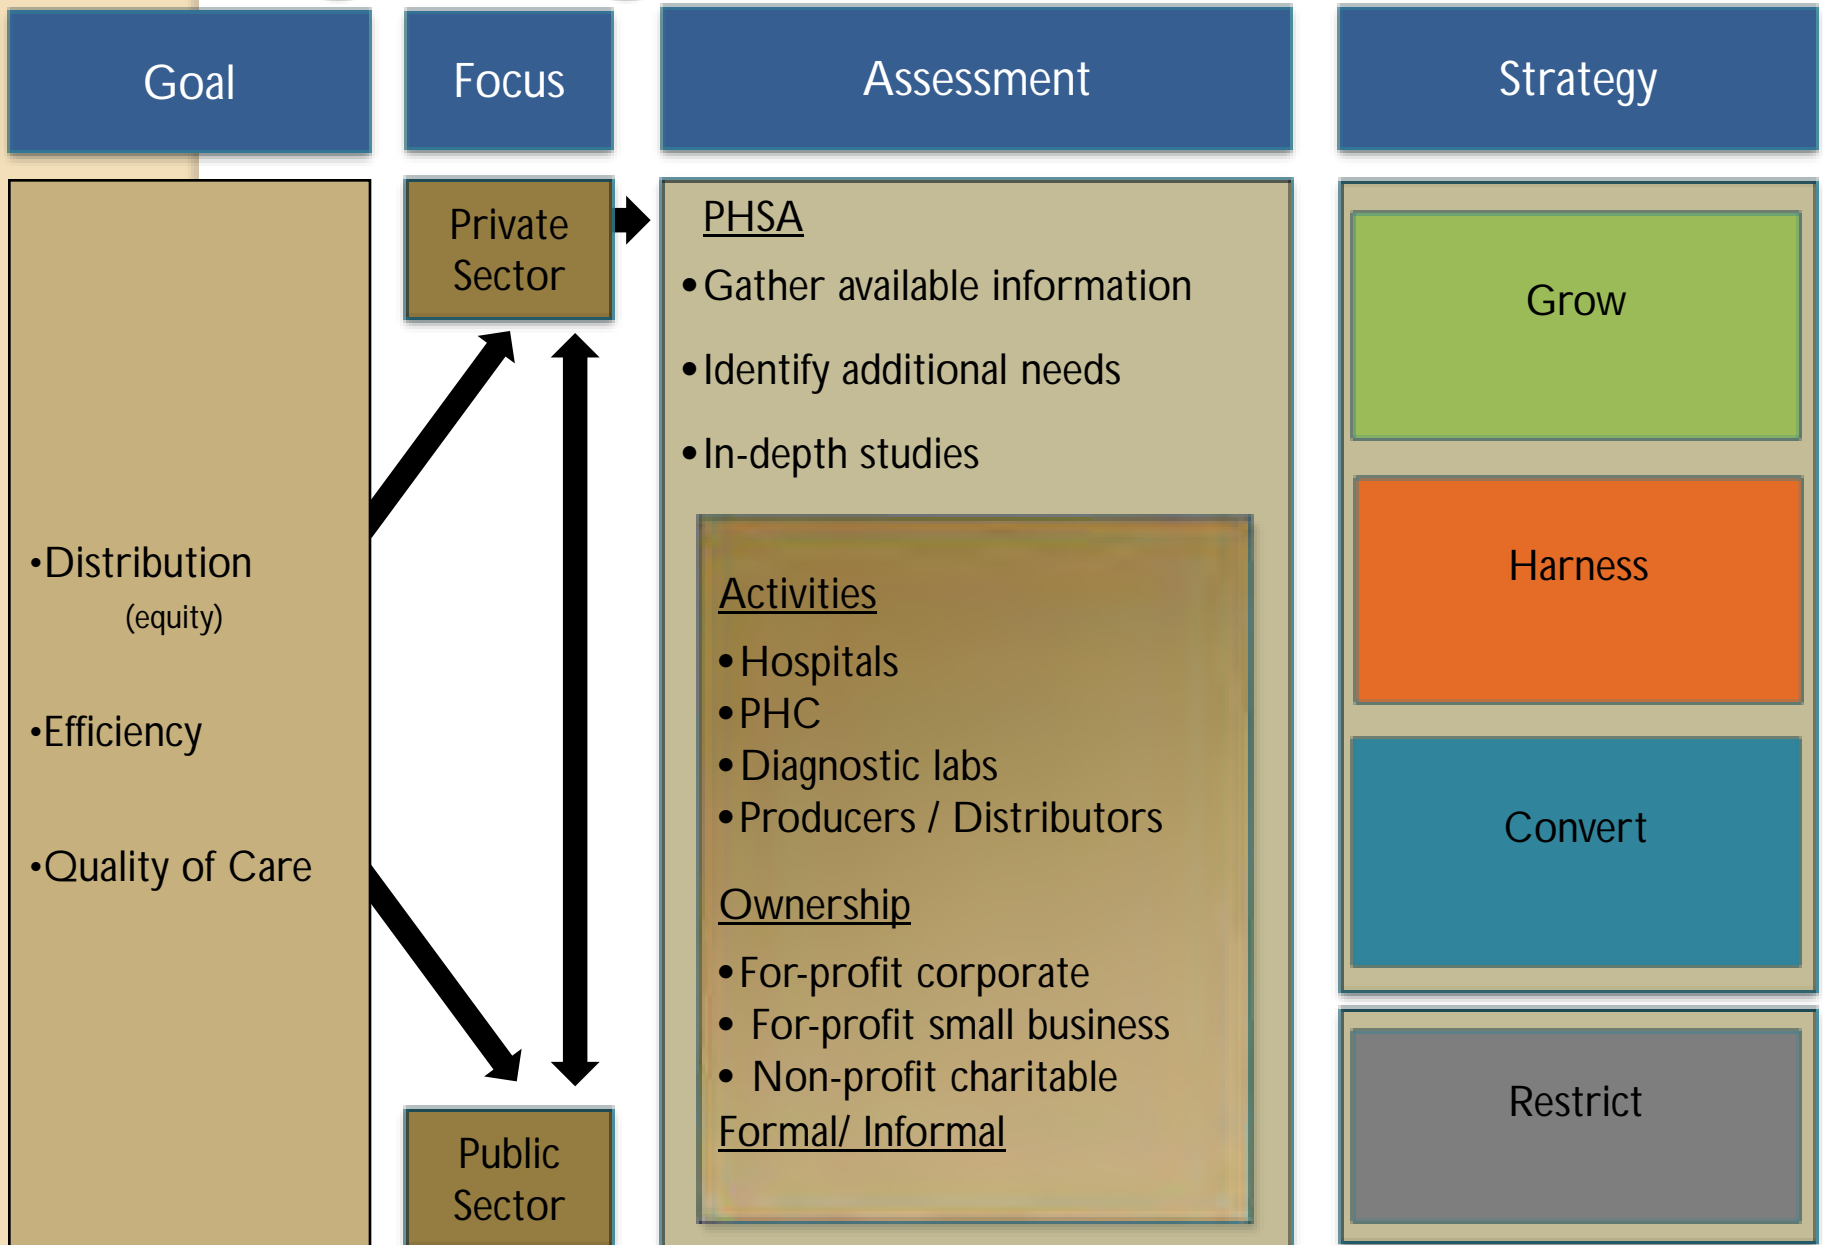 Goal
Focus
Assessment
Strategy
•Distribution
(equity)
•Efficiency
•Quality of Care
Private
Sector
Public
Sector
PHSA
•Gather available information
•Identify additional needs
•In-depth studies
Activities
•Hospitals
•PHC
•Diagnostic labs
•Producers / Distributors
Ownership
•For-profit corporate
• For-profit small business
• Non-profit charitable
Formal/ Informal
Grow
Harness
Convert
Restrict